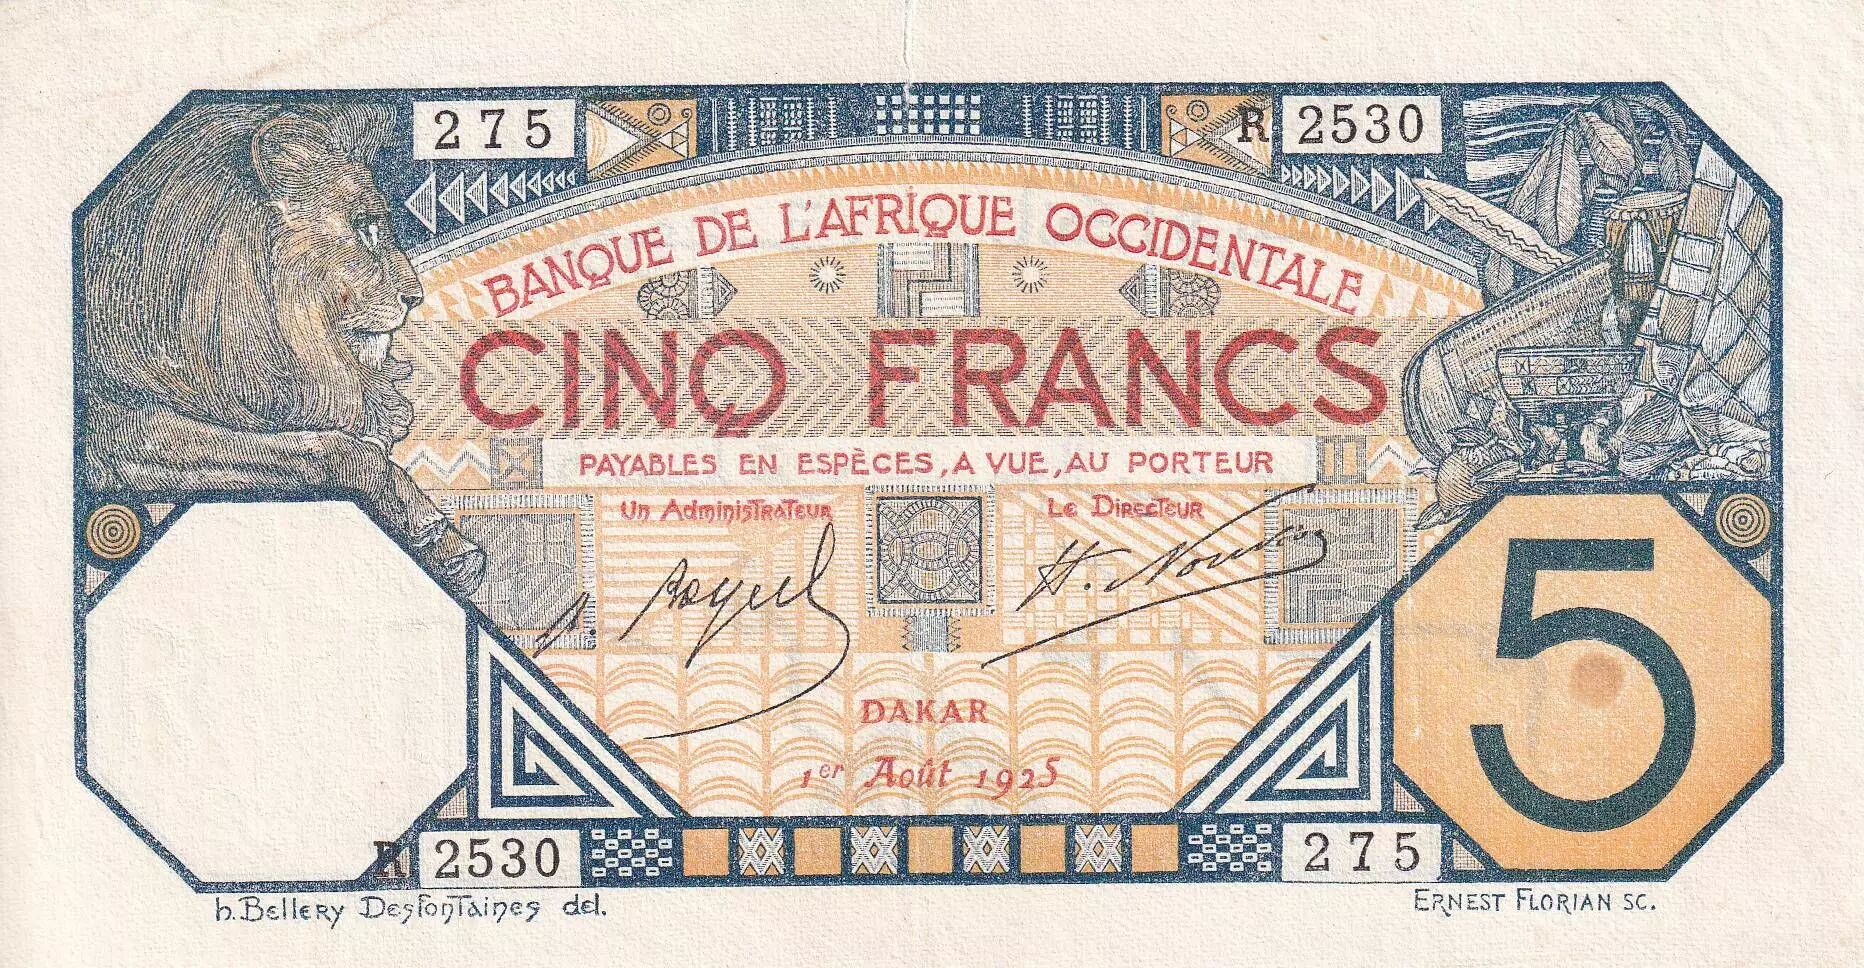 275
R 2530
BANQUE DE L'AFRIQUE OCCIDENTALE
CINQ FRANCS
PAYABLES EN ESPÈCES, A VUE, AU PORTEUR
Un Administrateur
Le Directeur
DAKAR
1er Août 1925
5
R 2530
275
h. Bellery Desfontaines del.
ERNEST FLORIAN SC.